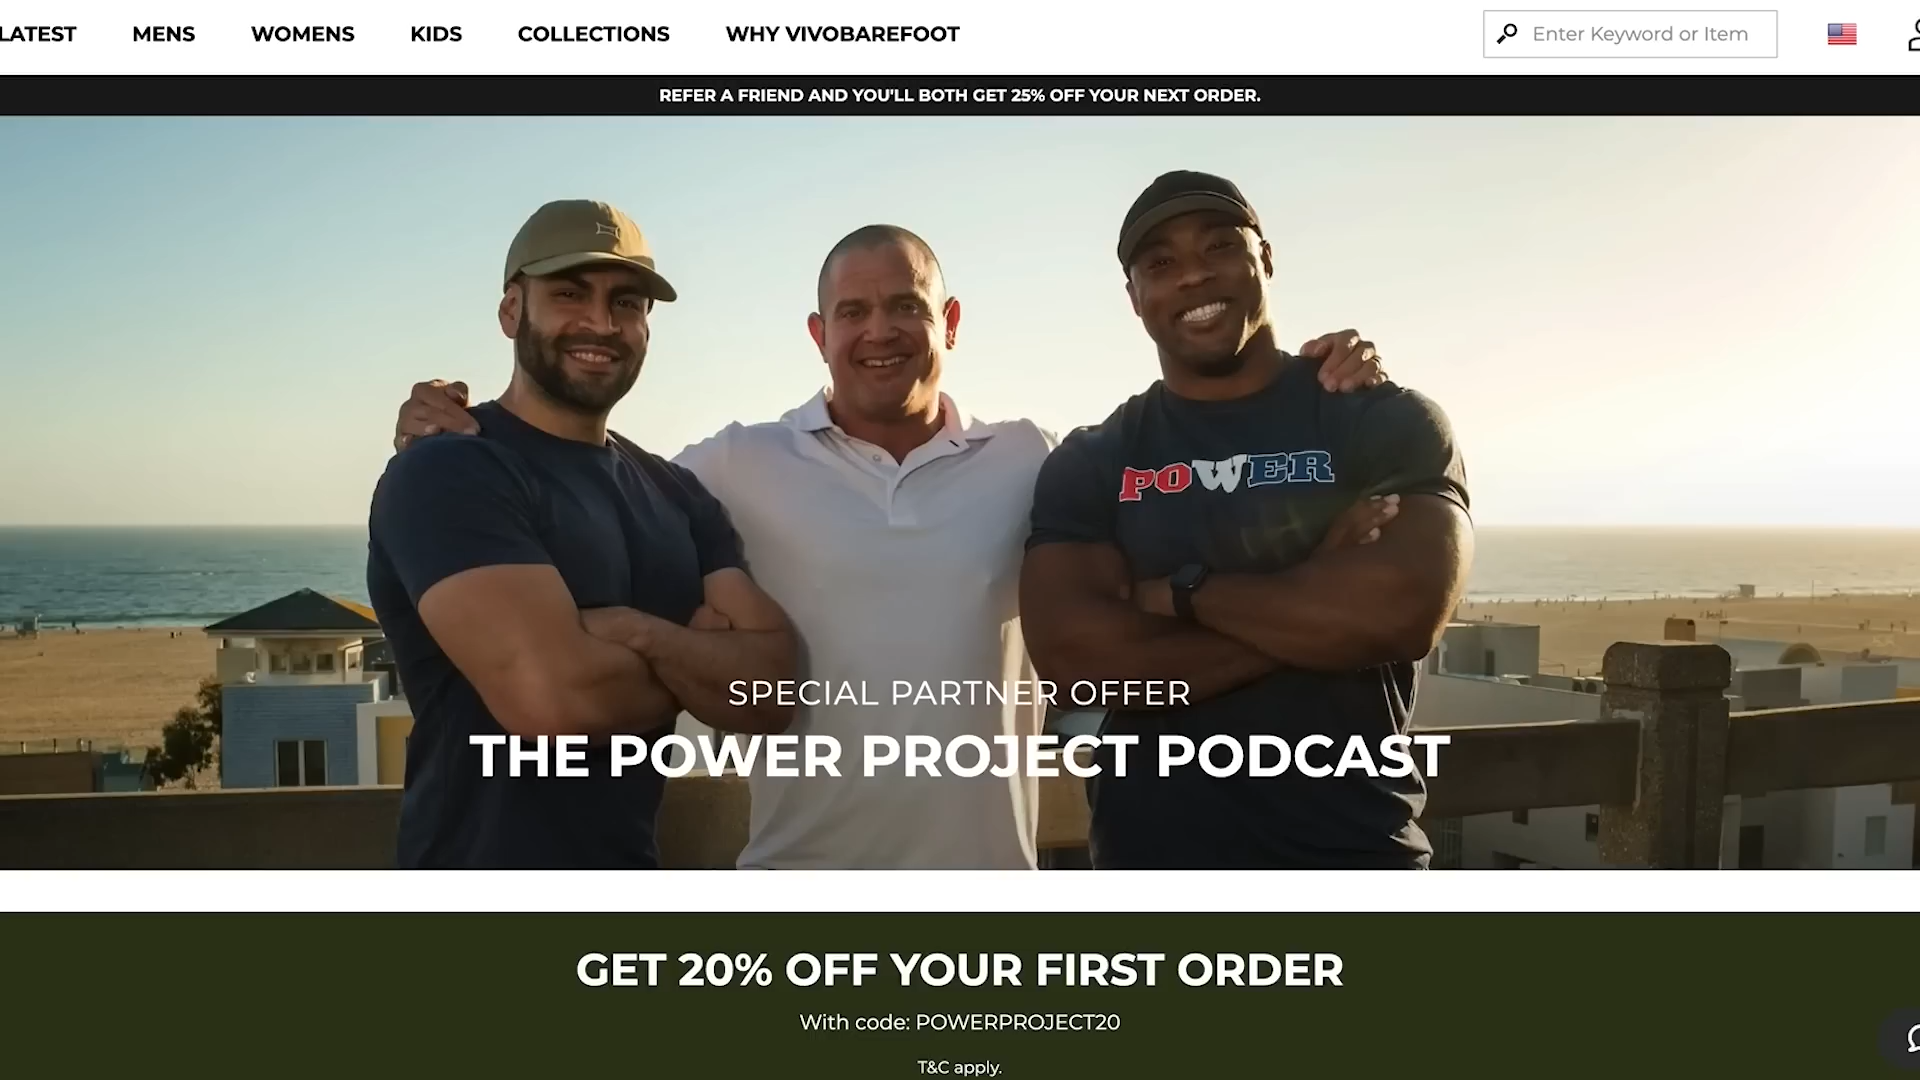 LATEST MENS WOMENS KIDS COLLECTIONS WHY VIVOBAREFOOT Enter Keyword or Item
REFER A FRIEND AND YOU'LL BOTH GET 25% OFF YOUR NEXT ORDER.
POWER
SPECIAL PARTNER OFFER
THE POWER PROJECT PODCAST
GET 20% OFF YOUR FIRST ORDER
With code: POWERPROJECT20
T&C apply.